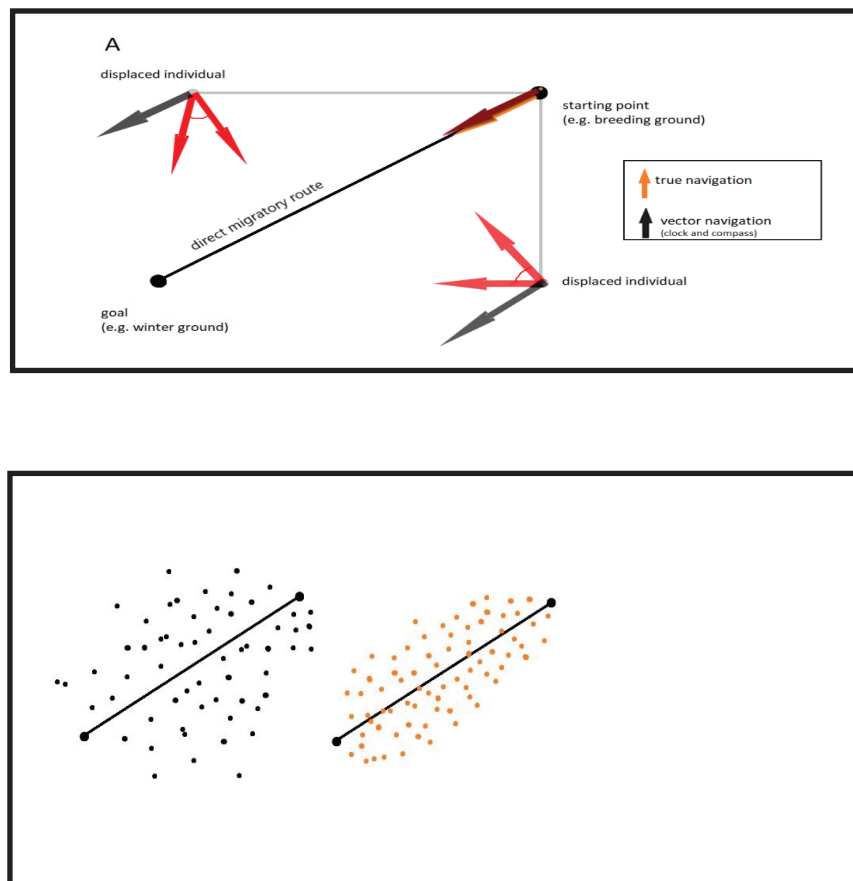 A
displaced individual
starting point
(e.g. breeding ground)
true navigation
vector navigation
(clock and compass)
direct migratory route
displaced individual
goal
(e.g. winter ground)